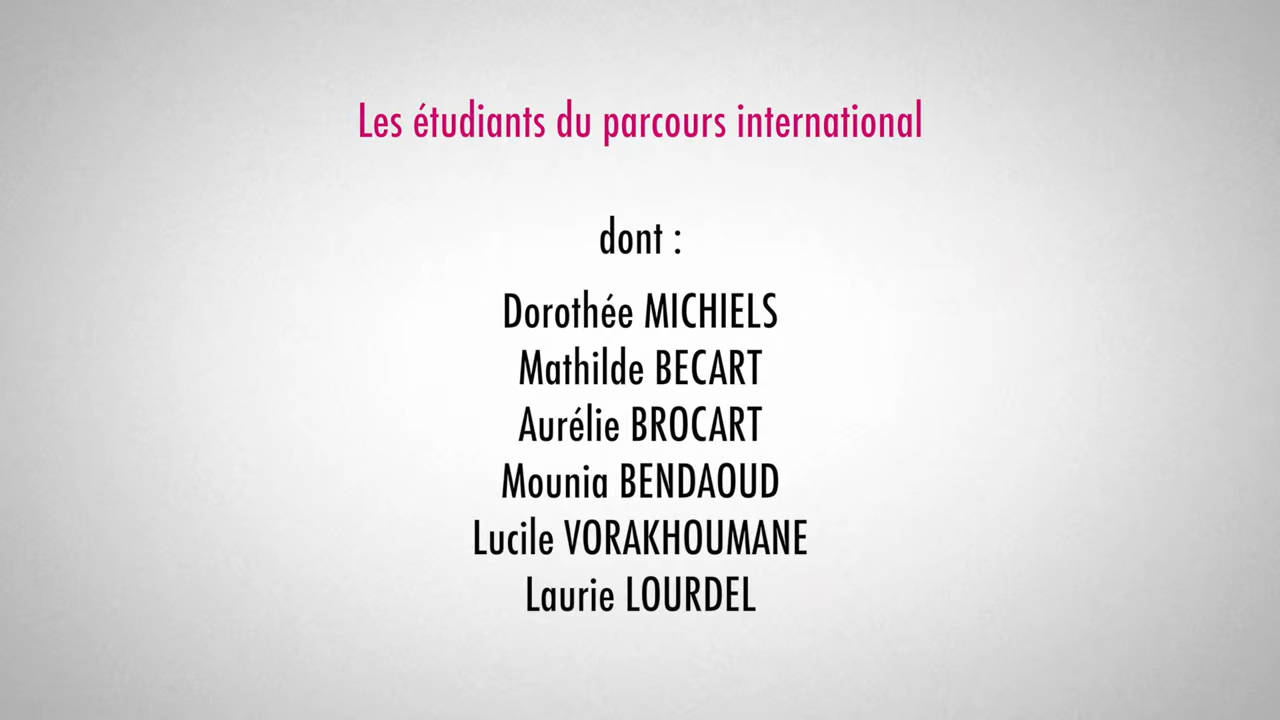 Les étudiants du parcours international
dont :
Dorothée MICHIELS
Mathilde BECART
Aurélie BROCART
Mounia BENDAOUD
Lucile VORAKHOUMANE
Laurie LOURDEL